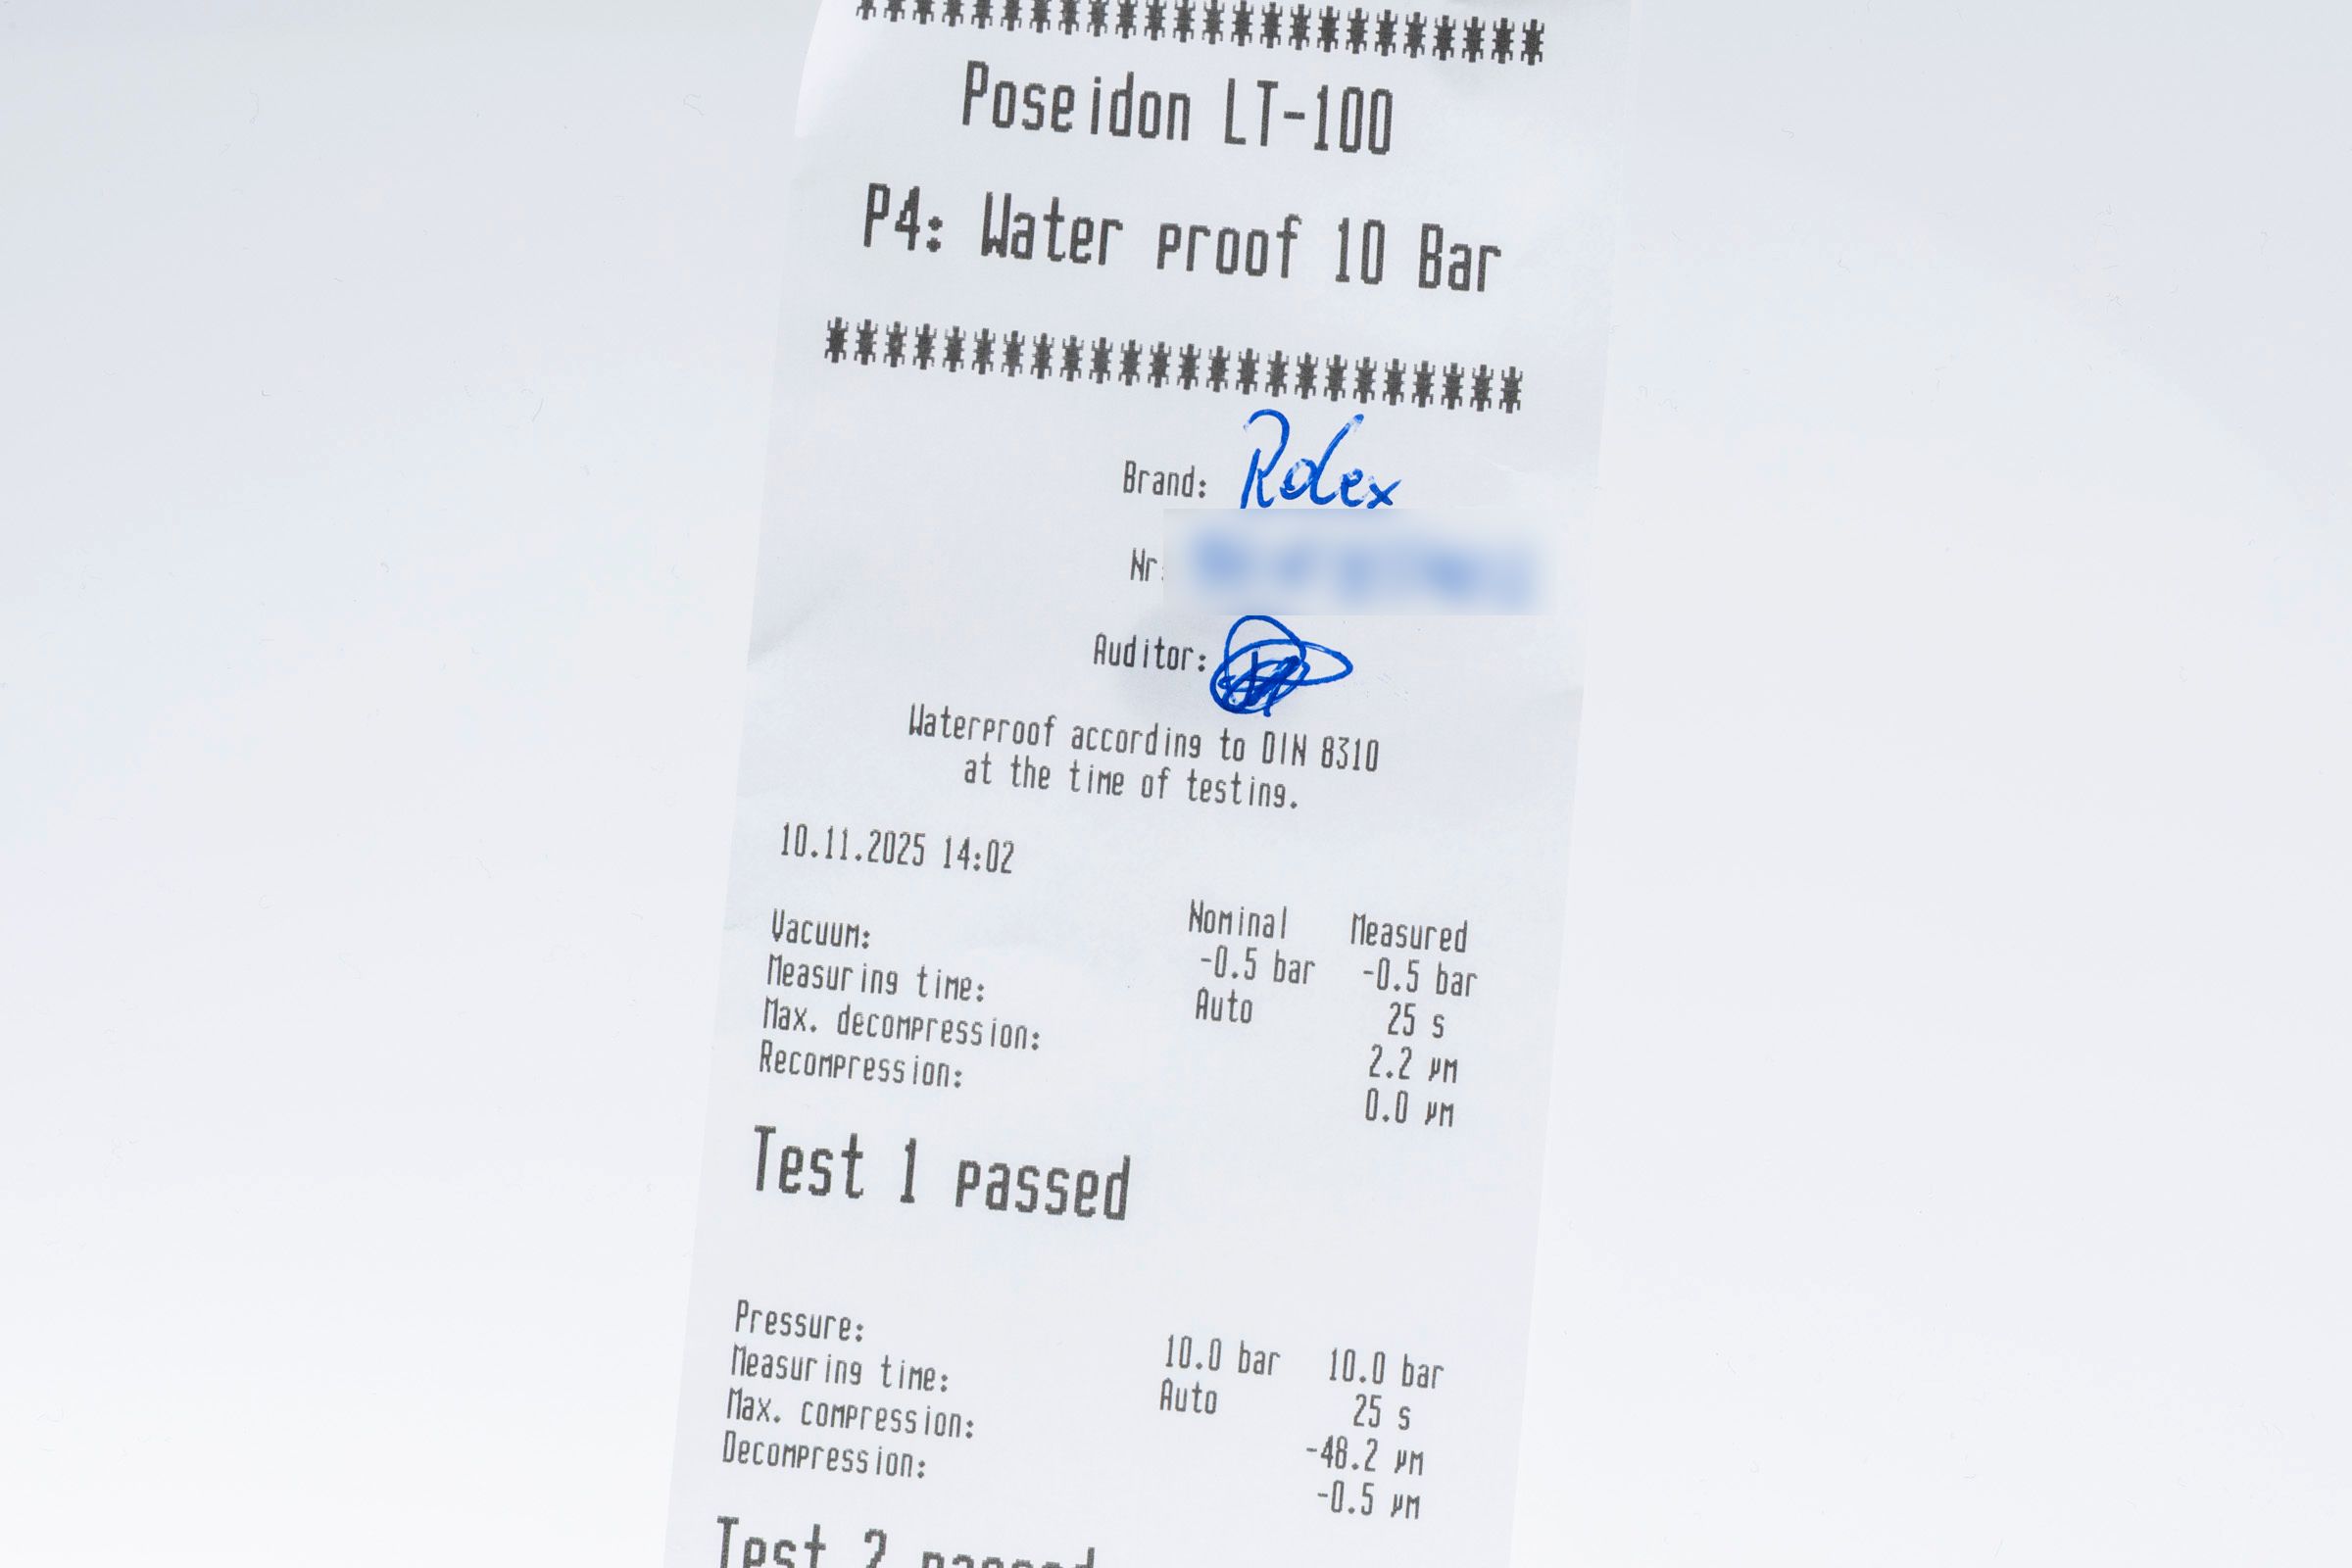 ************************
Poseidon LT-100
P4: Water proof 10 Bar
************************
Brand: Rolex
Nr:
Auditor:
Waterproof according to DIN 8310
at the time of testing.
10.11.2025 14:02
Nominal Measured
Vacuum: -0.5 bar -0.5 bar
Measuring time: Auto 25 s
Max. decompression: 2.2 µm
Recompression: 0.0 µm
Test 1 passed
Pressure: 10.0 bar 10.0 bar
Measuring time: Auto 25 s
Max. compression: -48.2 µm
Decompression: -0.5 µm
Test 2 passed